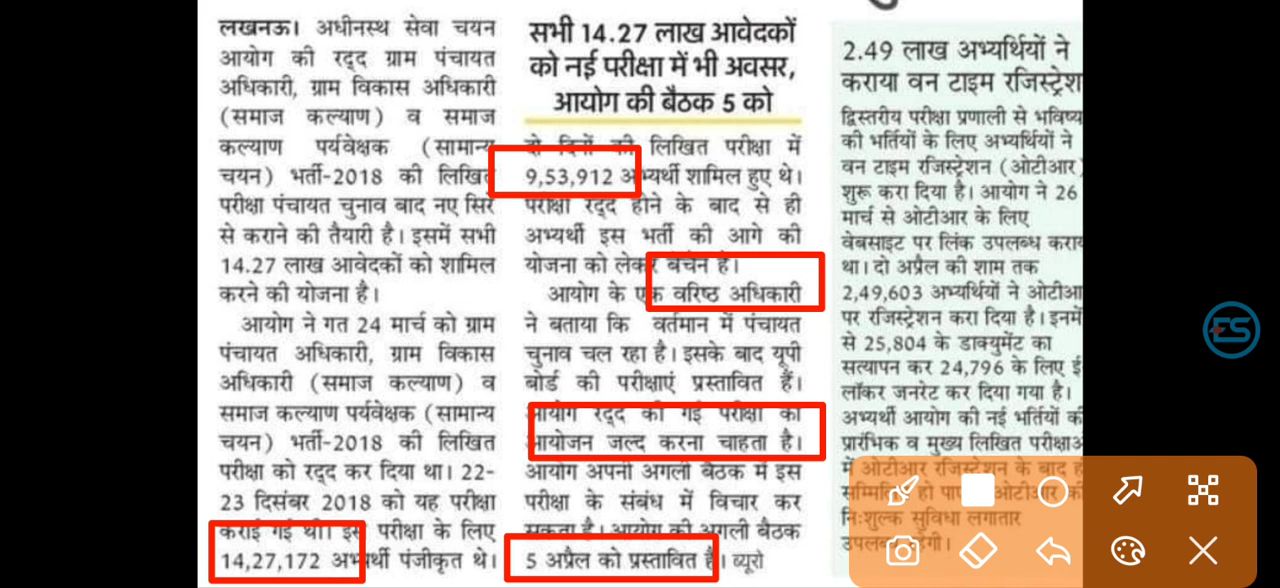 लखनऊ। अधीनस्थ सेवा चयन
आयोग की रद्द ग्राम पंचायत
अधिकारी, ग्राम विकास अधिकारी
(समाज कल्याण) व समाज
कल्याण पर्यवेक्षक (सामान्य
चयन) भर्ती-2018 की लिखित
परीक्षा पंचायत चुनाव बाद नए सिरे
से कराने की तैयारी है। इसमें सभी
14.27 लाख आवेदकों को शामिल
करने की योजना है।
आयोग ने गत 24 मार्च को ग्राम
पंचायत अधिकारी, ग्राम विकास
अधिकारी (समाज कल्याण) व
समाज कल्याण पर्यवेक्षक (सामान्य
चयन) भर्ती-2018 की लिखित
परीक्षा को रद्द कर दिया था। 22-
23 दिसंबर 2018 को यह परीक्षा
कराई गई थी। इस परीक्षा के लिए
14,27,172 अभ्यर्थी पंजीकृत थे।
सभी 14.27 लाख आवेदकों
को नई परीक्षा में भी अवसर,
आयोग की बैठक 5 को
दो दिनों की लिखित परीक्षा में
9,53,912 अभ्यर्थी शामिल हुए थे।
परीक्षा रद्द होने के बाद से ही
अभ्यर्थी इस भर्ती की आगे की
योजना को लेकर बेचैन हैं।
आयोग के एक वरिष्ठ अधिकारी
ने बताया कि वर्तमान में पंचायत
चुनाव चल रहा है। इसके बाद यूपी
बोर्ड की परीक्षाएं प्रस्तावित हैं।
आयोग रद्द की गई परीक्षा का
आयोजन जल्द करना चाहता है।
आयोग अपनी अगली बैठक में इस
परीक्षा के संबंध में विचार कर
सकता है। आयोग की अगली बैठक
5 अप्रैल को प्रस्तावित है। ब्यूरो
2.49 लाख अभ्यर्थियों ने
कराया वन टाइम रजिस्ट्रेश
द्विस्तरीय परीक्षा प्रणाली से भविष्य
की भर्तियों के लिए अभ्यर्थियों ने
वन टाइम रजिस्ट्रेशन (ओटीआर)
शुरू करा दिया है। आयोग ने 26
मार्च से ओटीआर के लिए
वेबसाइट पर लिंक उपलब्ध कराय
था। दो अप्रैल की शाम तक
2,49,603 अभ्यर्थियों ने ओटीआ
पर रजिस्ट्रेशन करा दिया है। इनमें
से 25,804 के डाक्युमेंट का
सत्यापन कर 24,796 के लिए ई
लॉकर जनरेट कर दिया गया है।
अभ्यर्थी आयोग की नई भर्तियों की
प्रारंभिक व मुख्य लिखित परीक्षाअ
में ओटीआर रजिस्ट्रेशन के बाद ह
सम्मिलित हो पा ओटीआर की
निःशुल्क सुविधा लगातार
उपलब्ध
ES